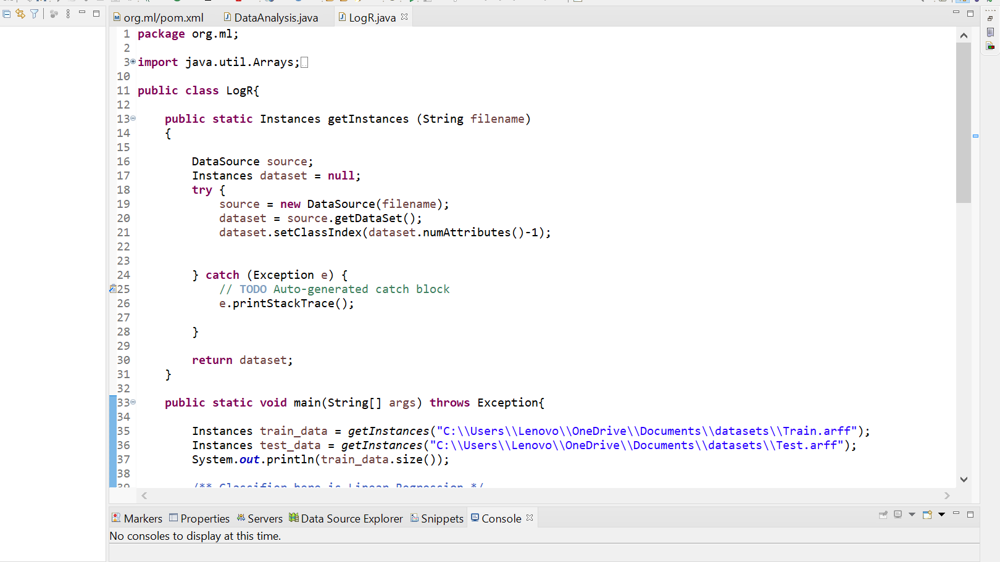 org.ml/pom.xml DataAnalysis.java LogR.java
1 package org.ml;
2
3 import java.util.Arrays;
10
11 public class LogR{
12
13 public static Instances getInstances (String filename)
14 {
15
16 DataSource source;
17 Instances dataset = null;
18 try {
19 source = new DataSource(filename);
20 dataset = source.getDataSet();
21 dataset.setClassIndex(dataset.numAttributes()-1);
22
23
24 } catch (Exception e) {
25 // TODO Auto-generated catch block
26 e.printStackTrace();
27
28 }
29
30 return dataset;
31 }
32
33 public static void main(String[] args) throws Exception{
34
35 Instances train_data = getInstances("C:\\Users\\Lenovo\\OneDrive\\Documents\\datasets\\Train.arff");
36 Instances test_data = getInstances("C:\\Users\\Lenovo\\OneDrive\\Documents\\datasets\\Test.arff");
37 System.out.println(train_data.size());
38
39 /** Classifier here is Linear Regression */
Markers Properties Servers Data Source Explorer Snippets Console
No consoles to display at this time.